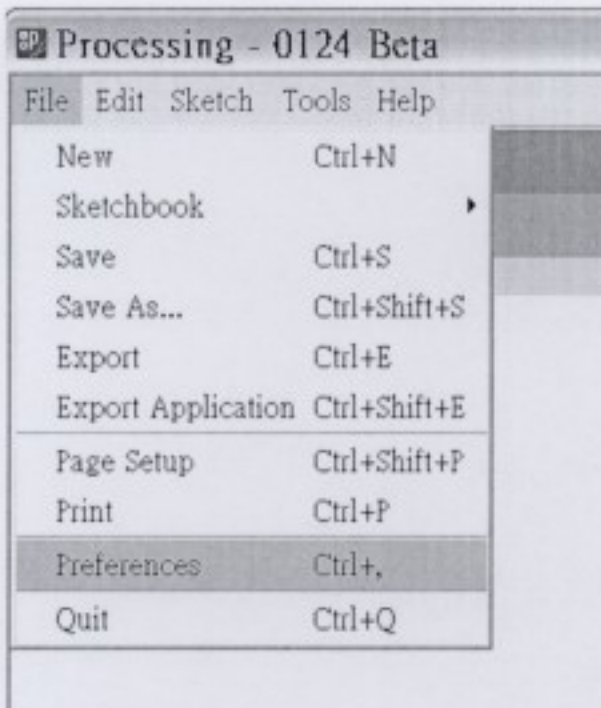 Processing - 0124 Beta
File Edit Sketch Tools Help
New Ctrl+N
Sketchbook
Save Ctrl+S
Save As... Ctrl+Shift+S
Export Ctrl+E
Export Application Ctrl+Shift+E
Page Setup Ctrl+Shift+P
Print Ctrl+P
Preferences Ctrl+,
Quit Ctrl+Q